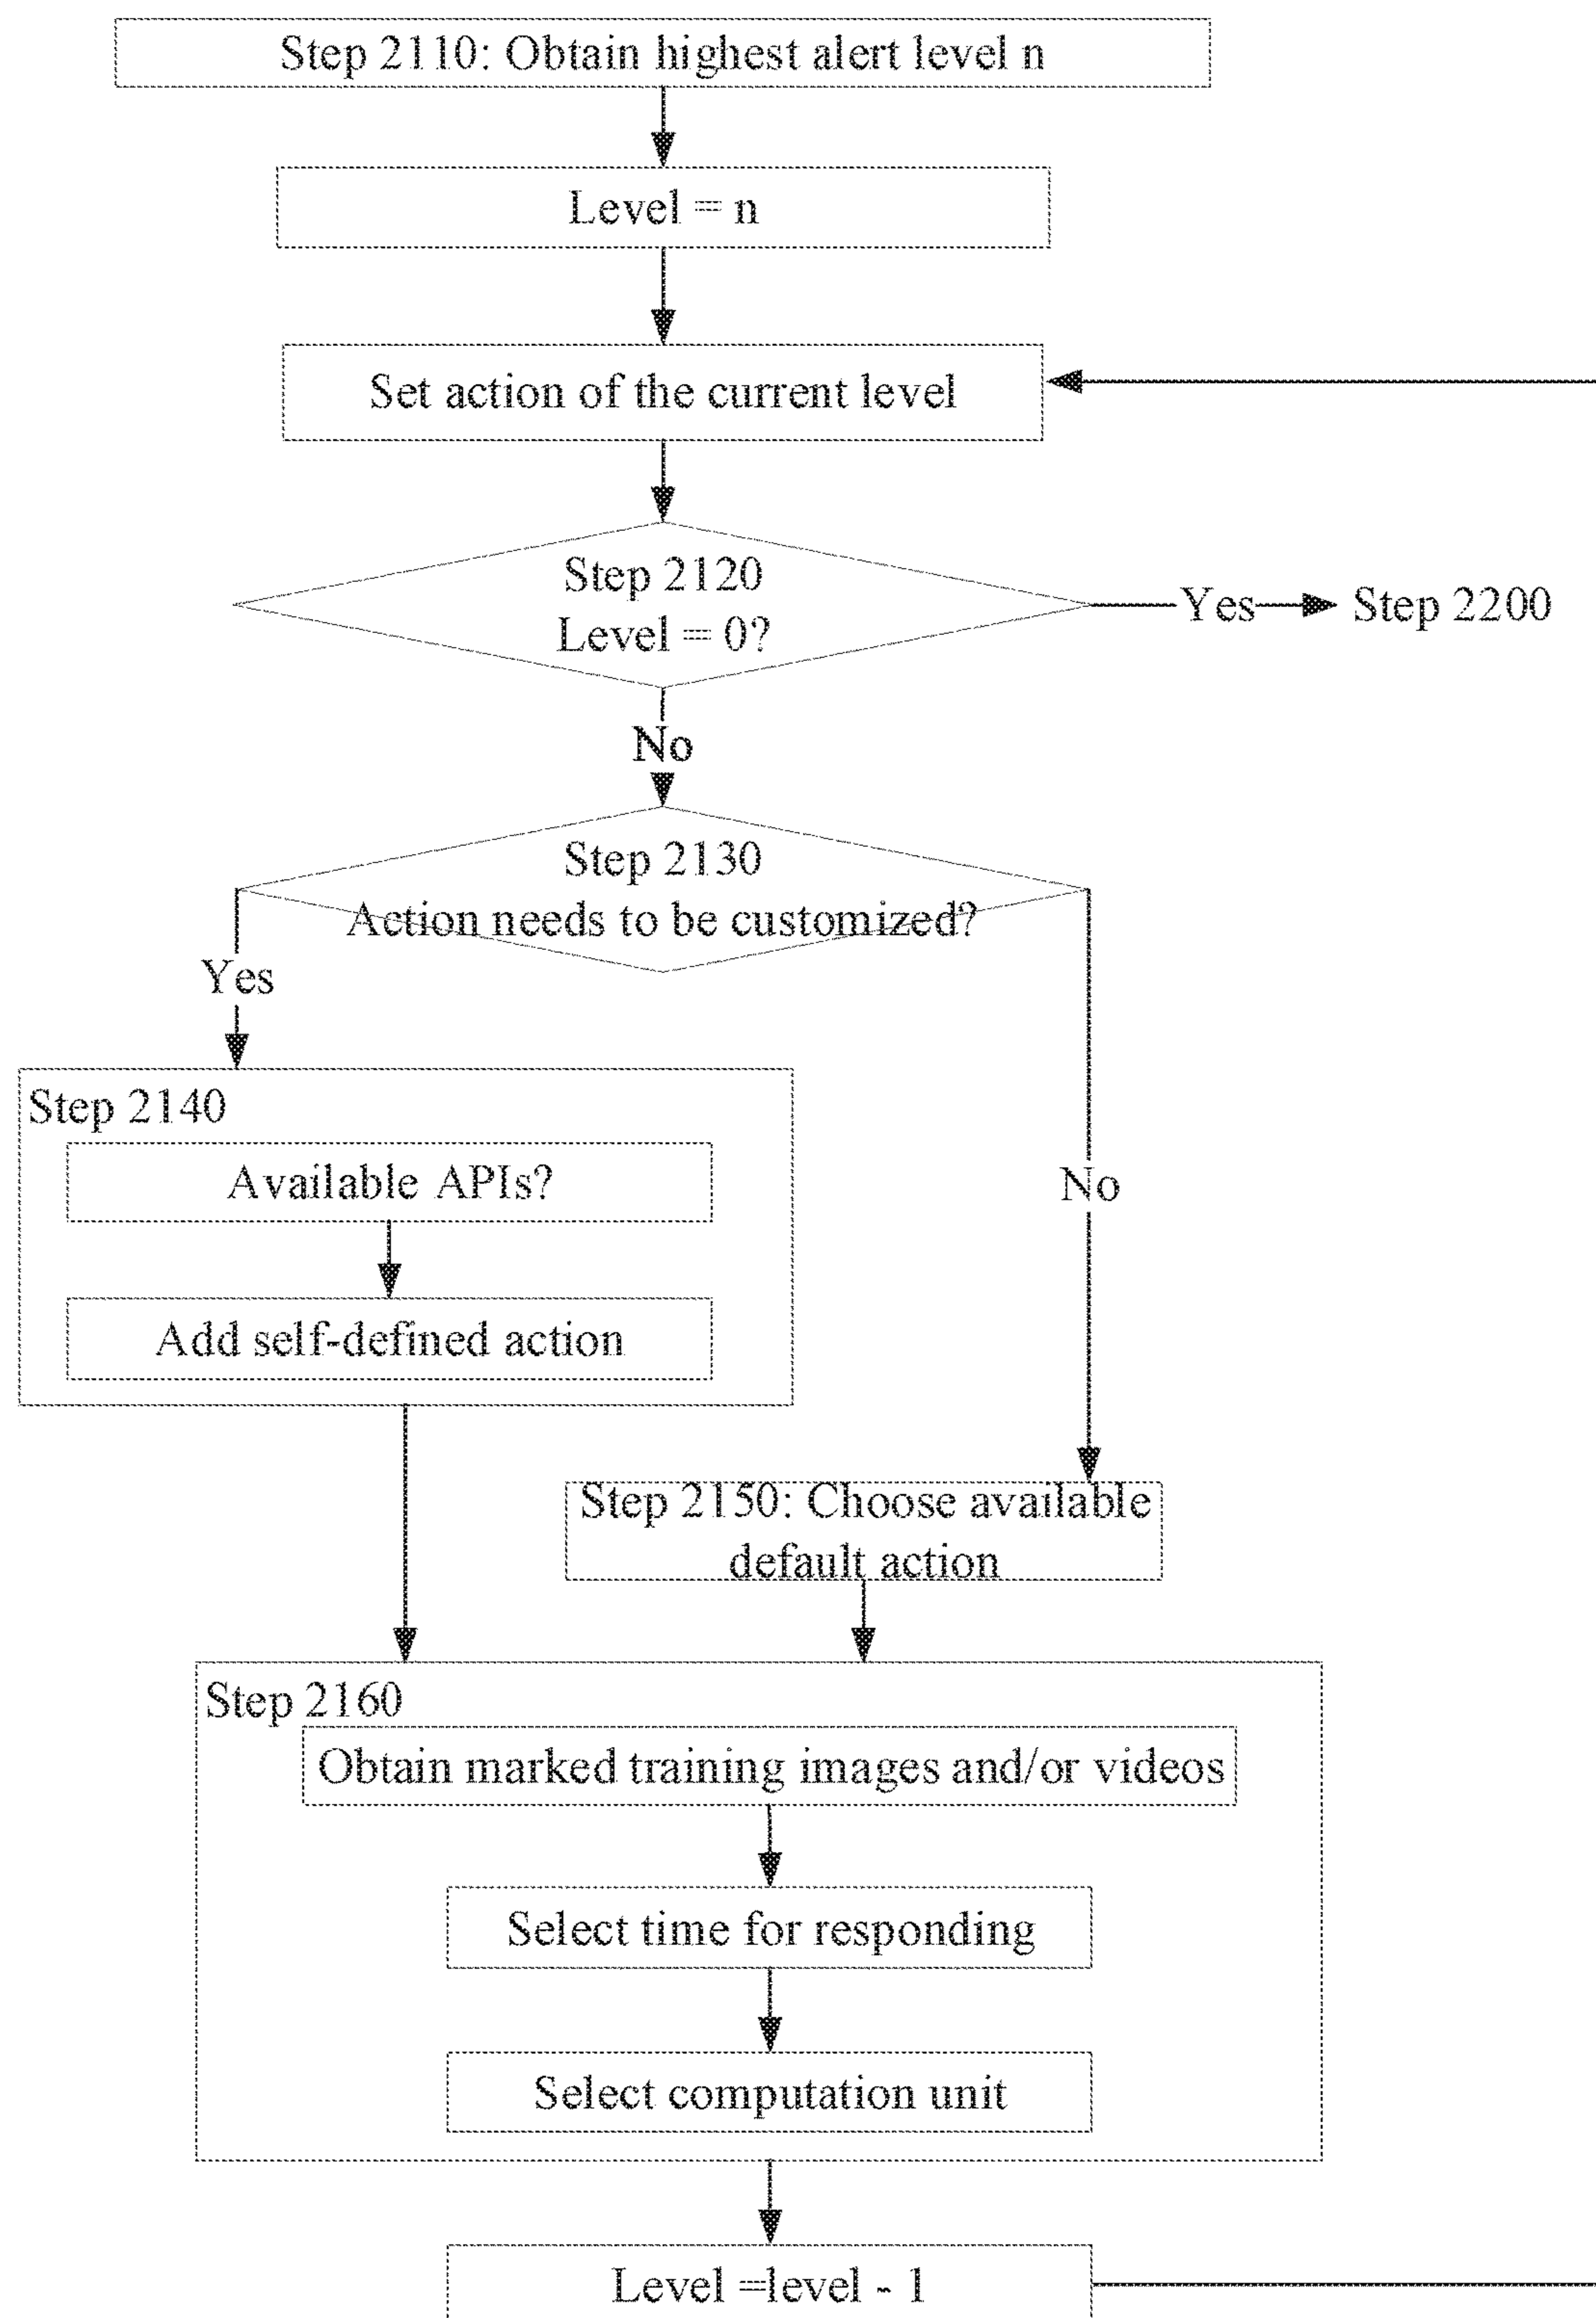 Step 2110: Obtain highest alert level n
Level = n
Set action of the current level
Step 2120
Level = 0?
Yes
Step 2200
No
Step 2130
Action needs to be customized?
Yes
Step 2140
Available APIs?
No
Add self-defined action
Step 2150: Choose available
default action
Step 2160
Obtain marked training images and/or videos
Select time for responding
Select computation unit
Level =level - 1